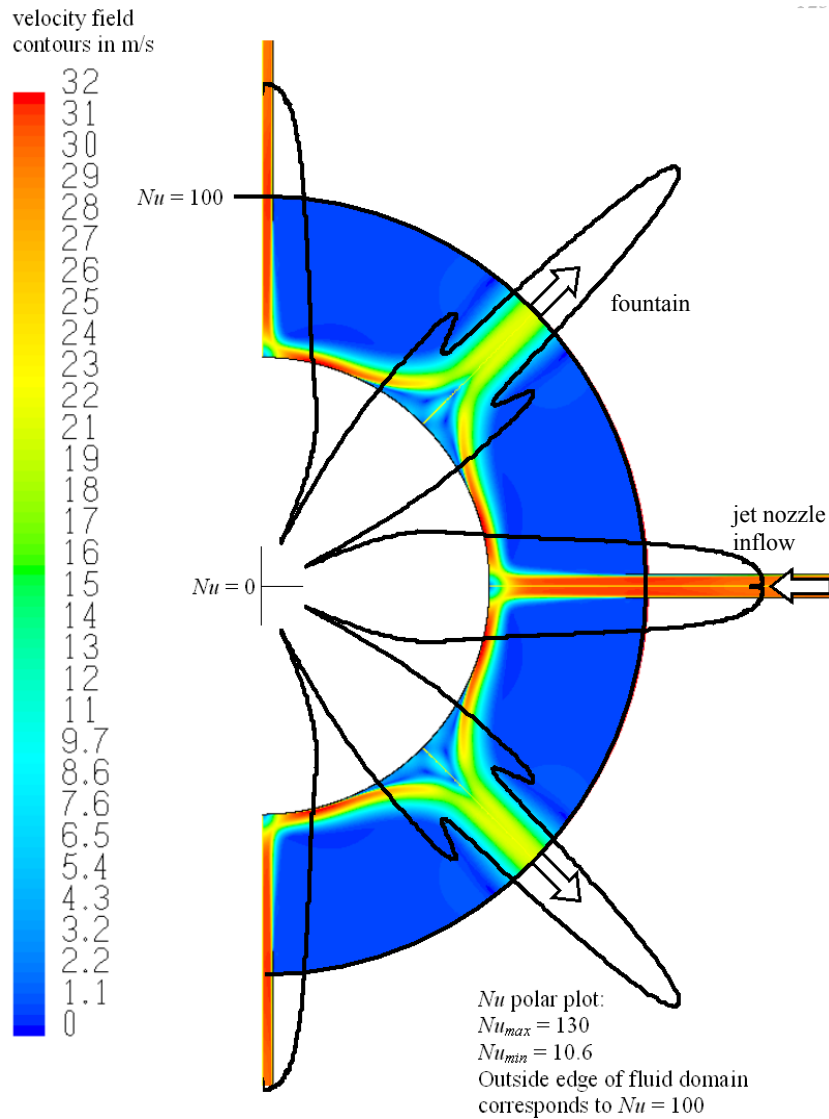 velocity field
contours in m/s
32
31
30
29
28
27
26
25
24
23
22
21
20
19
18
17
16
15
14
13
12
11
9.7
8.6
7.6
6.5
5.4
4.3
3.2
2.2
1.1
0
Nu = 100
fountain
jet nozzle
inflow
Nu = 0
Nu polar plot:
Numax = 130
Numin = 10.6
Outside edge of fluid domain
corresponds to Nu = 100